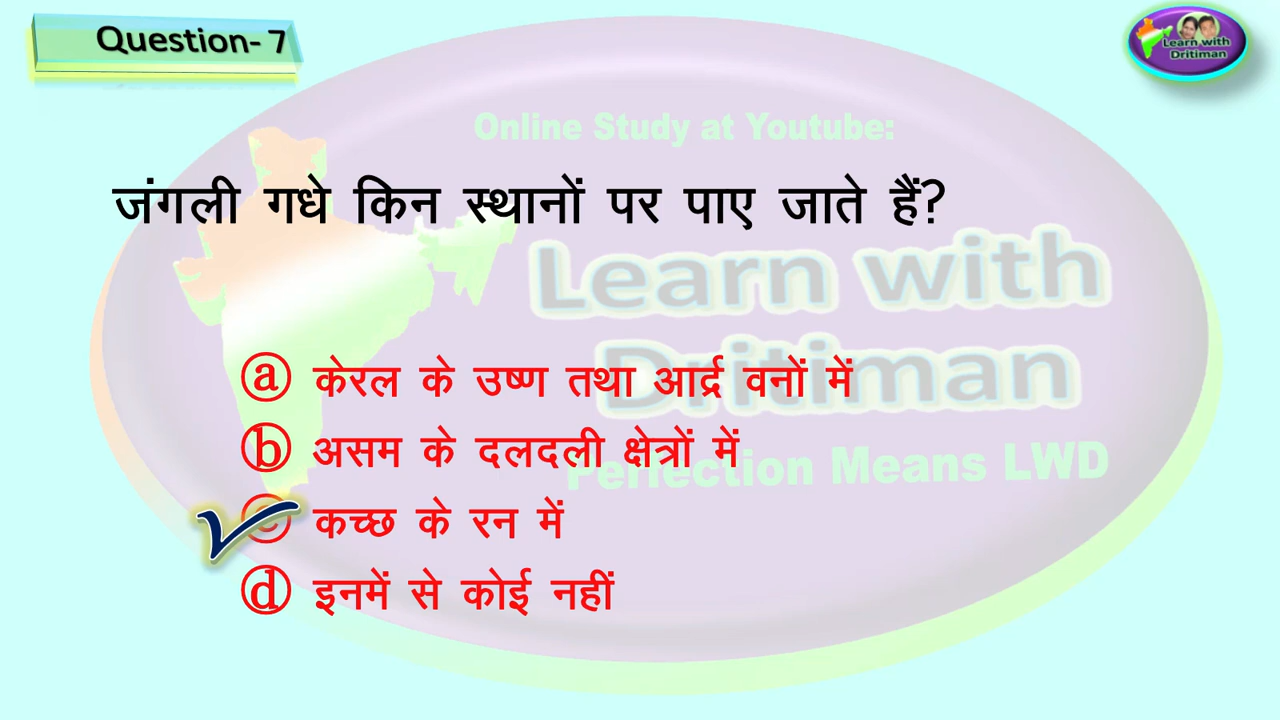 Question- 7
Learn with
Dritiman
Online Study at Youtube:
जंगली गधे किन स्थानों पर पाए जाते हैं?
Learn with
Dritiman
ⓐ केरल के उष्ण तथा आर्द्र वनों में
ⓑ असम के दलदली क्षेत्रों में
Perfection Means LWD
ⓒ कच्छ के रन में
ⓓ इनमें से कोई नहीं